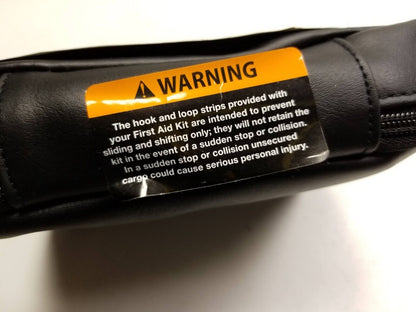 WARNING
The hook and loop strips provided with
your First Aid Kit are intended to prevent
sliding and shifting only; they will not retain the
kit in the event of a sudden stop or collision.
In a sudden stop or collision unsecured
cargo could cause serious personal injury.